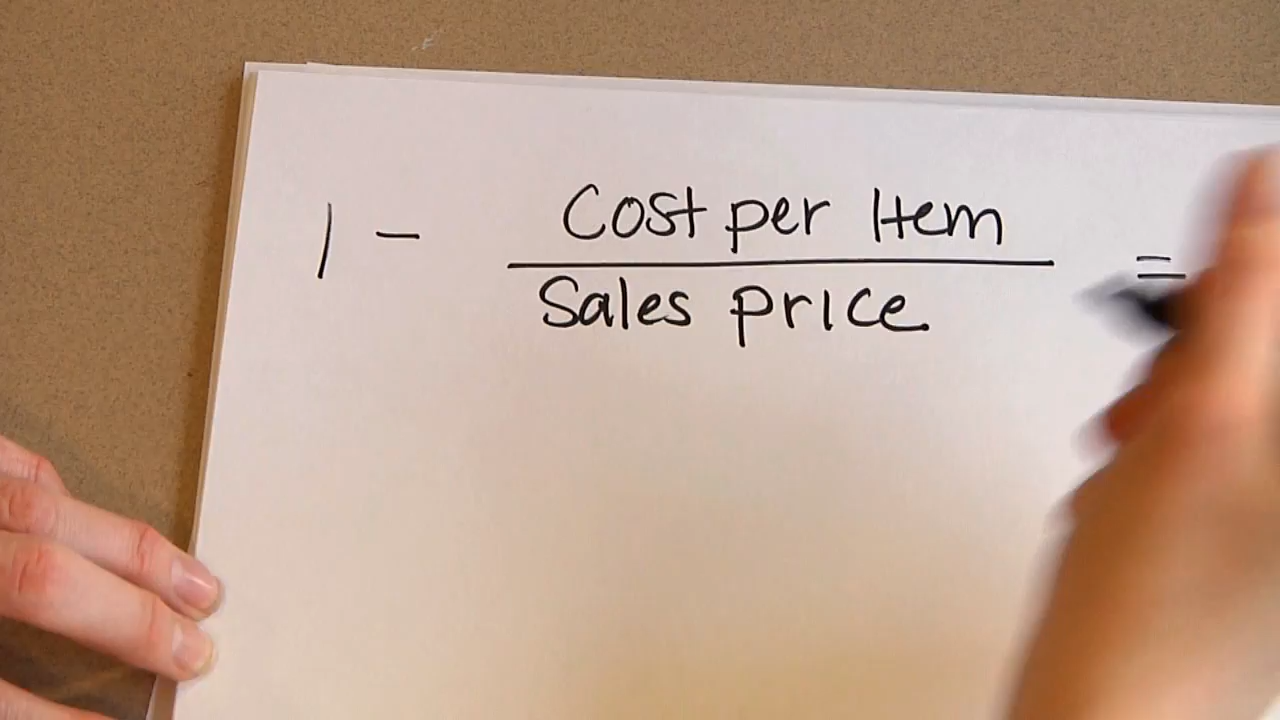 1 - Cost per Item
Sales price =